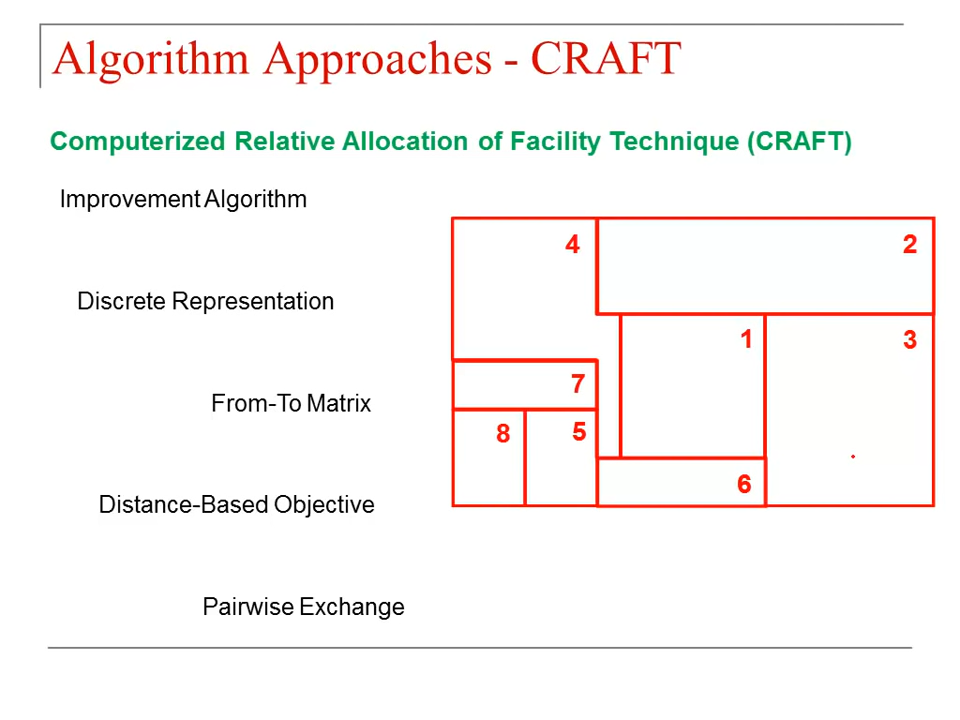 Algorithm Approaches - CRAFT
Computerized Relative Allocation of Facility Technique (CRAFT)
Improvement Algorithm
4
2
Discrete Representation
1
3
7
From-To Matrix
8
5
6
Distance-Based Objective
Pairwise Exchange